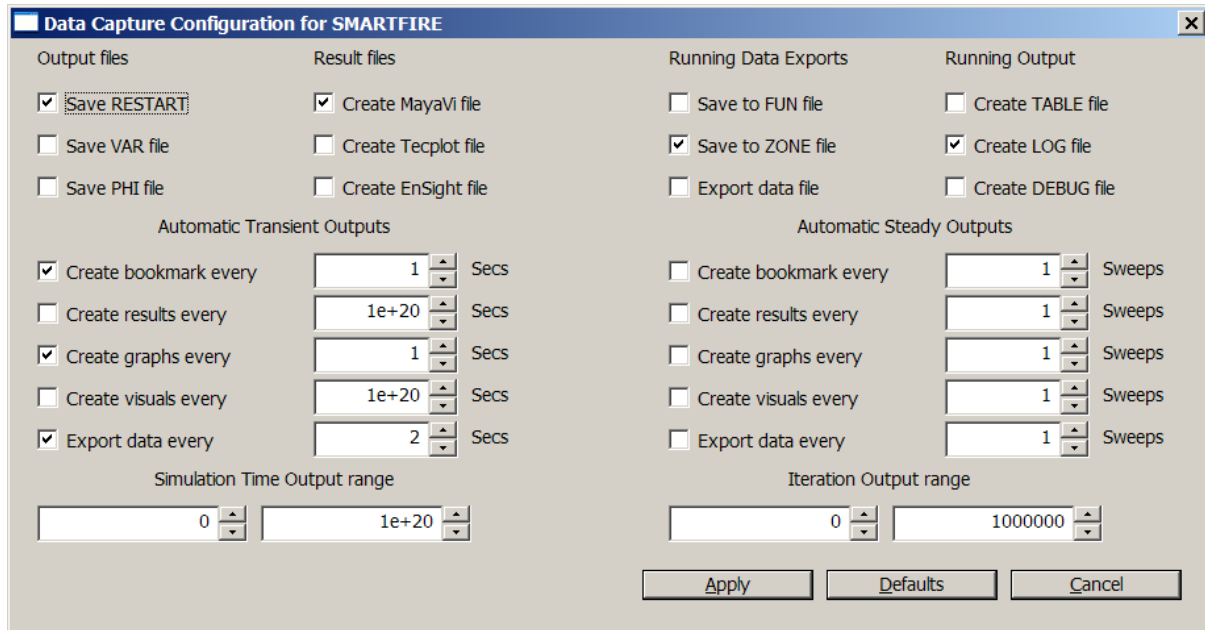 Data Capture Configuration for SMARTFIRE
Output files Result files Running Data Exports Running Output
Save RESTART Create MayaVi file Save to FUN file Create TABLE file
Save VAR file Create Tecplot file Save to ZONE file Create LOG file
Save PHI file Create EnSight file Export data file Create DEBUG file
Automatic Transient Outputs Automatic Steady Outputs
Create bookmark every 1 Secs Create bookmark every 1 Sweeps
Create results every 1e+20 Secs Create results every 1 Sweeps
Create graphs every 1 Secs Create graphs every 1 Sweeps
Create visuals every 1e+20 Secs Create visuals every 1 Sweeps
Export data every 2 Secs Export data every 1 Sweeps
Simulation Time Output range Iteration Output range
0 1e+20 0 1000000
Apply Defaults Cancel